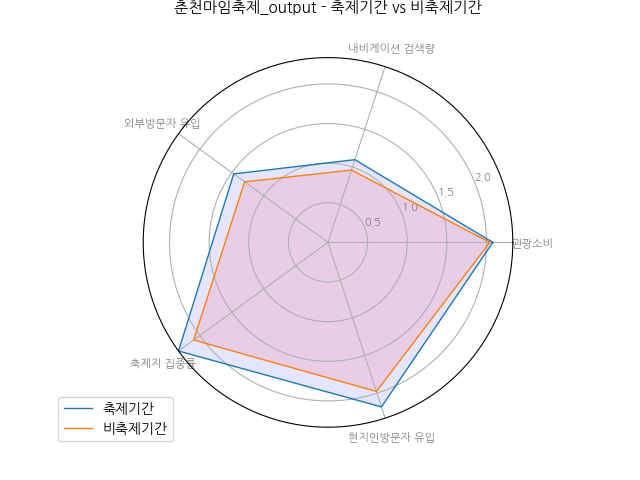 춘천마임축제_output - 축제기간 vs 비축제기간
내비게이션 검색량
외부방문자 유입
2.0
1.5
1.0
0.5
관광소비
축제지 집중률
현지인방문자 유입
축제기간
비축제기간